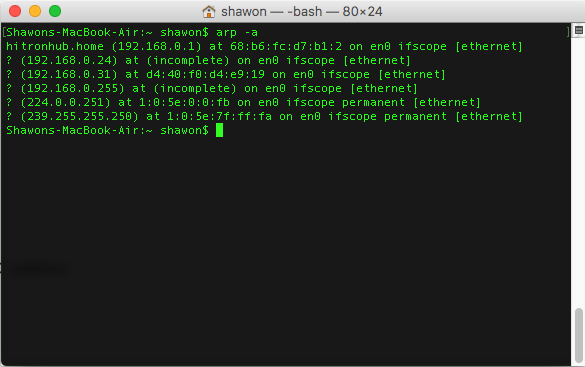 shawon — -bash — 80×24
[Shawons-MacBook-Air:~ shawon$ arp -a ]
hitronhub.home (192.168.0.1) at 68:b6:fc:d7:b1:2 on en0 ifscope [ethernet]
? (192.168.0.24) at (incomplete) on en0 ifscope [ethernet]
? (192.168.0.31) at d4:40:f0:d4:e9:19 on en0 ifscope [ethernet]
? (192.168.0.255) at (incomplete) on en0 ifscope [ethernet]
? (224.0.0.251) at 1:0:5e:0:0:fb on en0 ifscope permanent [ethernet]
? (239.255.255.250) at 1:0:5e:7f:ff:fa on en0 ifscope permanent [ethernet]
Shawons-MacBook-Air:~ shawon$